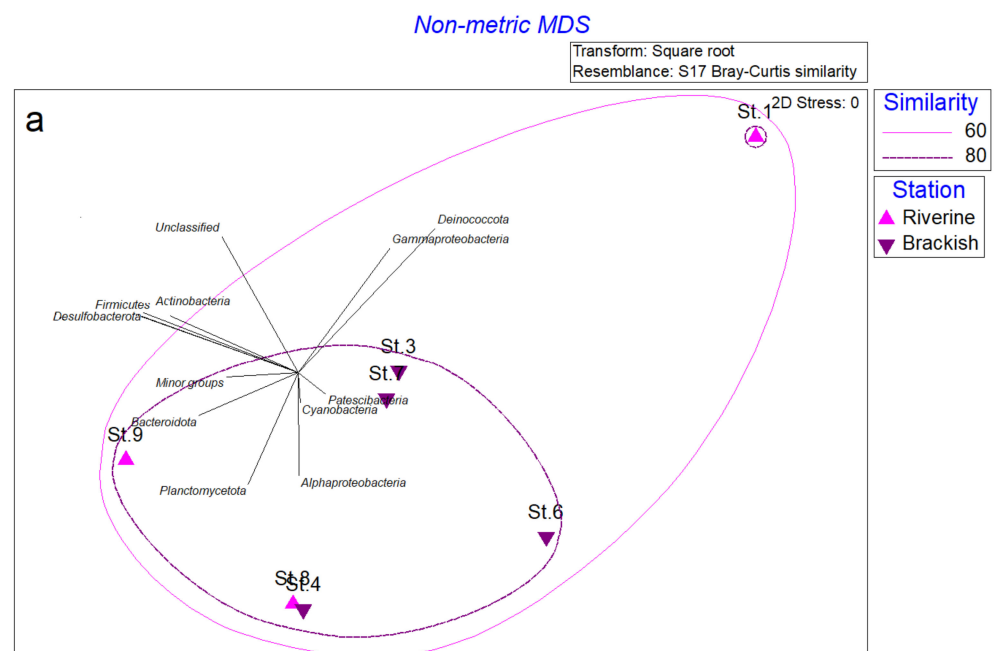 Non-metric MDS
Transform: Square root
Resemblance: S17 Bray-Curtis similarity
a
2D Stress: 0
St.1
Similarity
60
80
Station
Riverine
Brackish
Deinococcota
Unclassified
Gammaproteobacteria
Actinobacteria
Firmicutes
Desulfobacterota
St.3
St.7
Minor groups
Patescibacteria
Cyanobacteria
Bacteroidota
St.9
Alphaproteobacteria
Planctomycetota
St.6
St.8
St.4